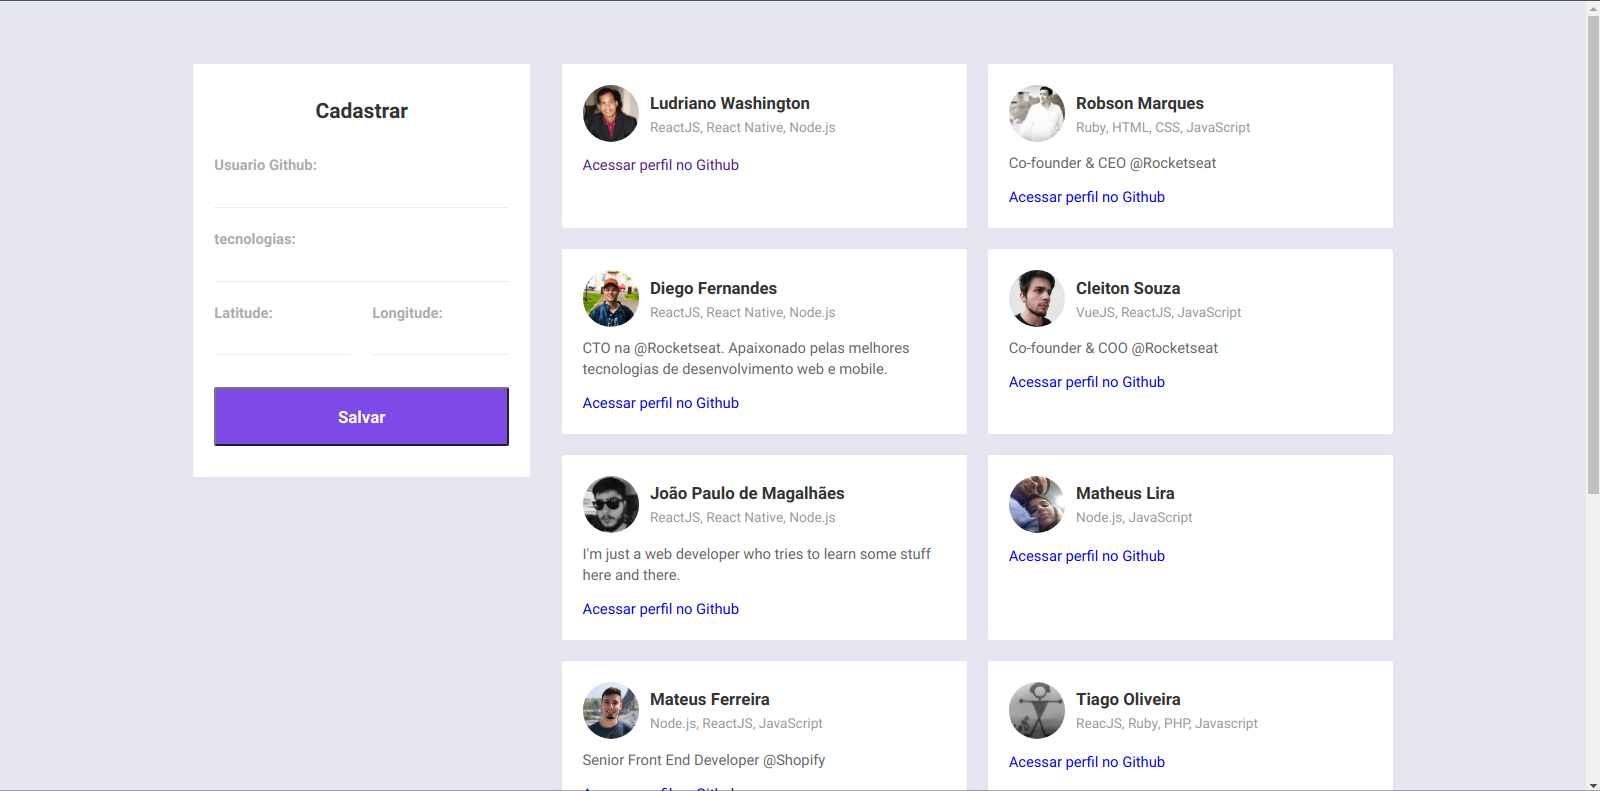 Cadastrar
Usuario Github:
tecnologias:
Latitude:
Longitude:
Salvar
Ludriano Washington
ReactJS, React Native, Node.js
Acessar perfil no Github
Robson Marques
Ruby, HTML, CSS, JavaScript
Co-founder & CEO @Rocketseat
Acessar perfil no Github
Diego Fernandes
ReactJS, React Native, Node.js
CTO na @Rocketseat. Apaixonado pelas melhores
tecnologias de desenvolvimento web e mobile.
Acessar perfil no Github
Cleiton Souza
VueJS, ReactJS, JavaScript
Co-founder & COO @Rocketseat
Acessar perfil no Github
João Paulo de Magalhães
ReactJS, React Native, Node.js
I'm just a web developer who tries to learn some stuff
here and there.
Acessar perfil no Github
Matheus Lira
Node.js, JavaScript
Acessar perfil no Github
Mateus Ferreira
Node.js, ReactJS, JavaScript
Senior Front End Developer @Shopify
Tiago Oliveira
ReacJS, Ruby, PHP, Javascript
Acessar perfil no Github